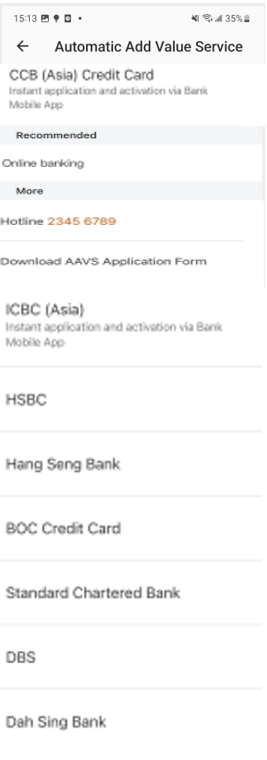 15:13 35%
Automatic Add Value Service
CCB (Asia) Credit Card
Instant application and activation via Bank
Mobile App
Recommended
Online banking
More
Hotline 2345 6789
Download AAVS Application Form
ICBC (Asia)
Instant application and activation via Bank
Mobile App
HSBC
Hang Seng Bank
BOC Credit Card
Standard Chartered Bank
DBS
Dah Sing Bank